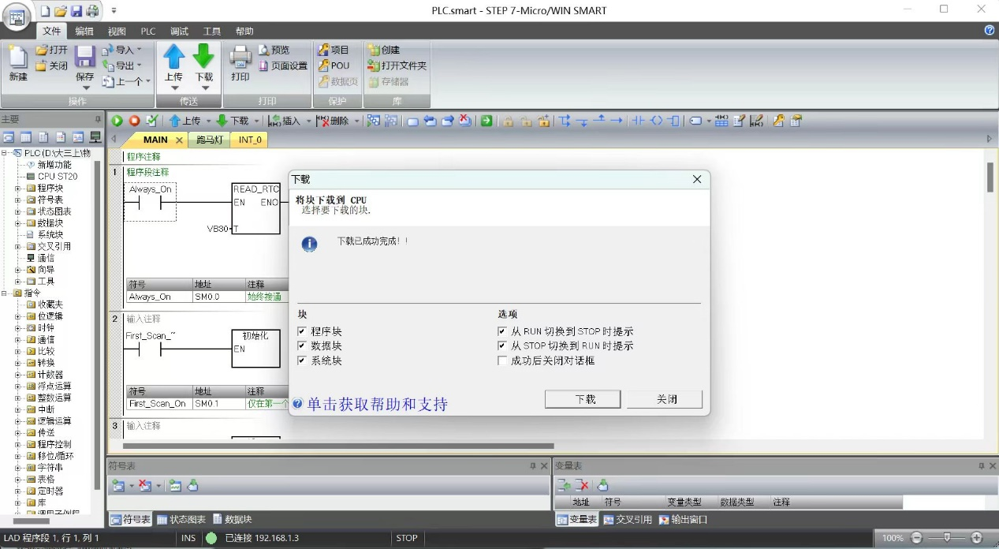 PLC.smart - STEP 7-Micro/WIN SMART
文件 编辑 视图 PLC 调试 工具 帮助
新建 打开 关闭 保存 导入 导出 上一个
操作
上传 下载
传送
打印 预览 页面设置
打印
项目 POU 数据页
保护
创建 打开文件夹 存储器
库
主要
上传 下载 插入 删除
MAIN 跑马灯 INT_0
PLC (D:\大三上\物
新增功能
CPU ST20
程序块
符号表
状态图表
数据块
系统块
交叉引用
通信
向导
工具
指令
收藏夹
位逻辑
时钟
通信
比较
转换
计数器
浮点运算
整数运算
中断
逻辑运算
传送
程序控制
移位/循环
字符串
表格
定时器
库
调用子例程
程序注释
1 程序段注释
Always_On READ_RTC
EN ENO
VB30 T
符号 地址 注释
Always_On SM0.0 始终接通
2 输入注释
First_Scan_~ 初始化
EN
符号 地址 注释
First_Scan_On SM0.1 仅在第一个
3 输入注释
下载
将块下载到 CPU
选择要下载的块.
下载已成功完成！！
块
程序块
数据块
系统块
选项
从 RUN 切换到 STOP 时提示
从 STOP 切换到 RUN 时提示
成功后关闭对话框
单击获取帮助和支持
下载 关闭
符号表
符号表 状态图表 数据块
变量表
地址 符号 变量类型 数据类型 注释
变量表 交叉引用 输出窗口
LAD 程序段 1, 行 1, 列 1 INS 已连接 192.168.1.3 STOP 100%